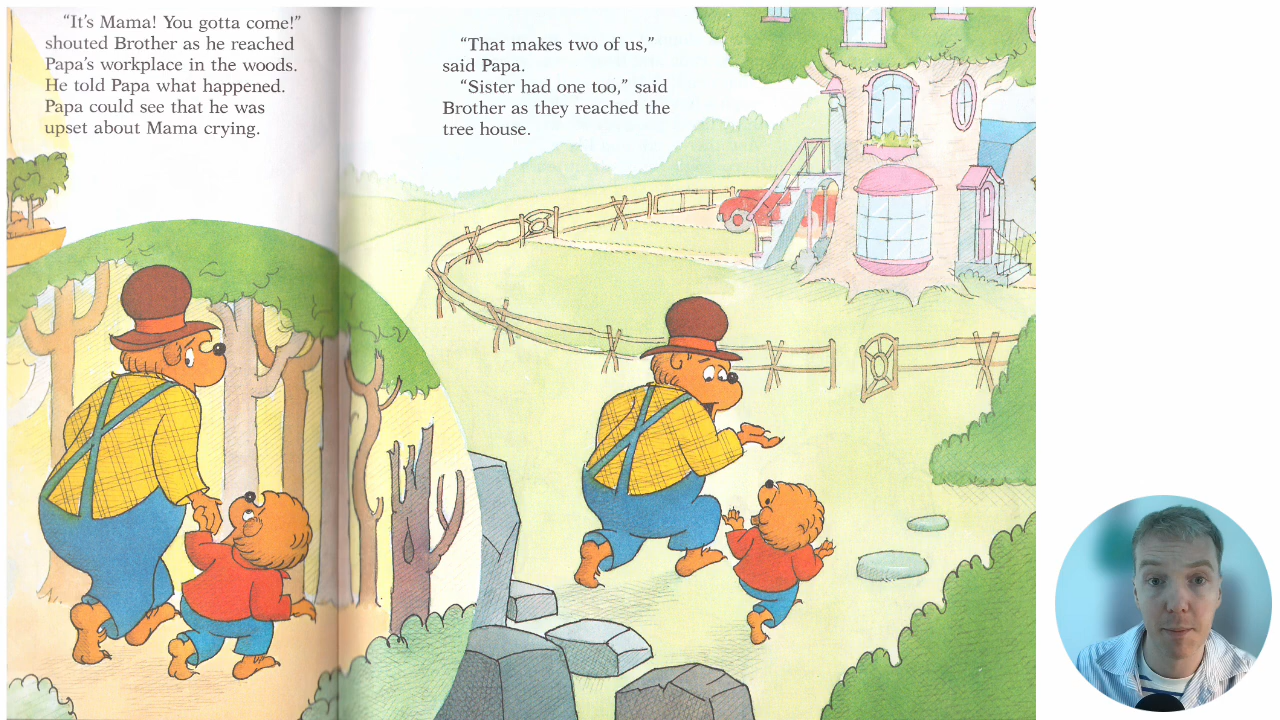 “It’s Mama! You gotta come!”
shouted Brother as he reached
Papa’s workplace in the woods.
He told Papa what happened.
Papa could see that he was
upset about Mama crying.
“That makes two of us,”
said Papa.
“Sister had one too,” said
Brother as they reached the
tree house.